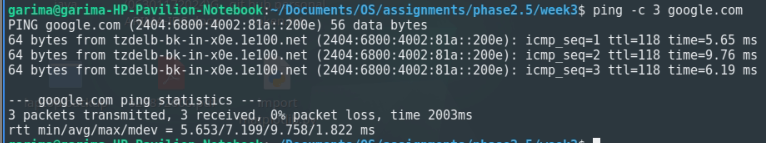 garima@garima-HP-Pavilion-Notebook:~/Documents/OS/assignments/phase2.5/week3$ ping -c 3 google.com
PING google.com (2404:6800:4002:81a::200e) 56 data bytes
64 bytes from tzdelb-bk-in-x0e.1e100.net (2404:6800:4002:81a::200e): icmp_seq=1 ttl=118 time=5.65 ms
64 bytes from tzdelb-bk-in-x0e.1e100.net (2404:6800:4002:81a::200e): icmp_seq=2 ttl=118 time=9.76 ms
64 bytes from tzdelb-bk-in-x0e.1e100.net (2404:6800:4002:81a::200e): icmp_seq=3 ttl=118 time=6.19 ms
--- google.com ping statistics ---
3 packets transmitted, 3 received, 0% packet loss, time 2003ms
rtt min/avg/max/mdev = 5.653/7.199/9.758/1.822 ms
garima@garima-HP-Pavilion-Notebook:~/Documents/OS/assignments/phase2.5/week3$